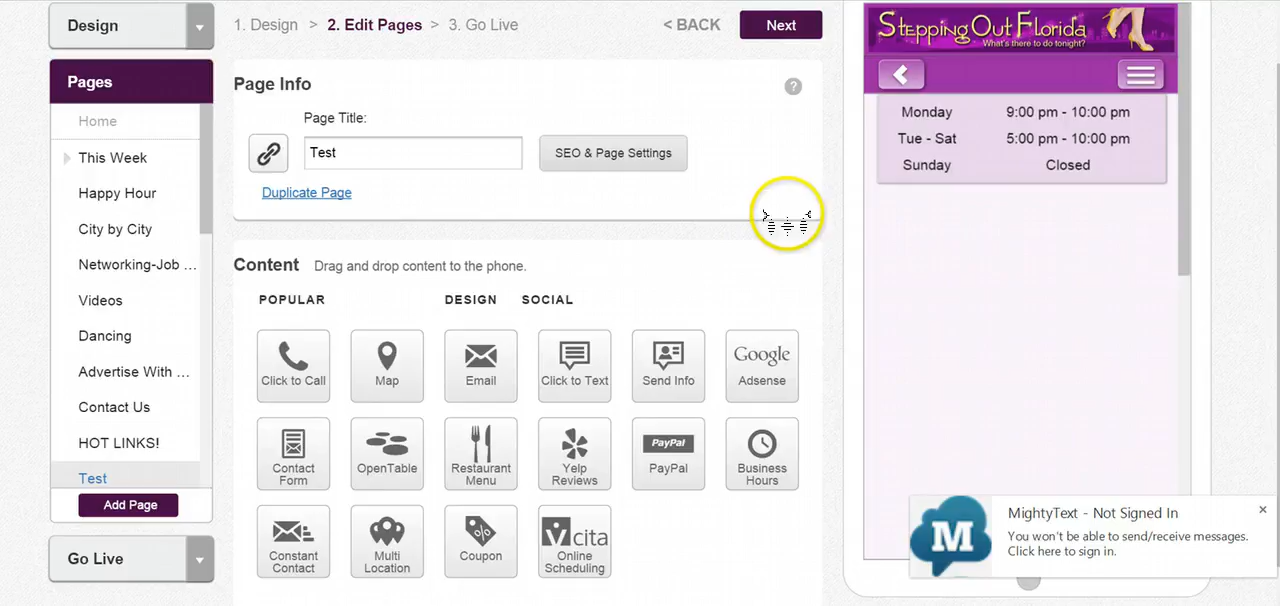 Design
1. Design > 2. Edit Pages > 3. Go Live
< BACK
Next
Pages
Home
This Week
Happy Hour
City by City
Networking-Job ...
Videos
Dancing
Advertise With ...
Contact Us
HOT LINKS!
Test
Add Page
Go Live
Page Info
?
Page Title:
Test
SEO & Page Settings
Duplicate Page
Content Drag and drop content to the phone.
POPULAR DESIGN SOCIAL
Click to Call
Map
Email
Click to Text
Send Info
Google
Adsense
Contact
Form
OpenTable
Restaurant
Menu
Yelp
Reviews
PayPal
PayPal
Business
Hours
Constant
Contact
Multi
Location
%
Coupon
Vcita
Online
Scheduling
Stepping Out Florida
What's there to do tonight?
Monday 9:00 pm - 10:00 pm
Tue - Sat 5:00 pm - 10:00 pm
Sunday Closed
M
MightyText - Not Signed In
You won't be able to send/receive messages.
Click here to sign in.